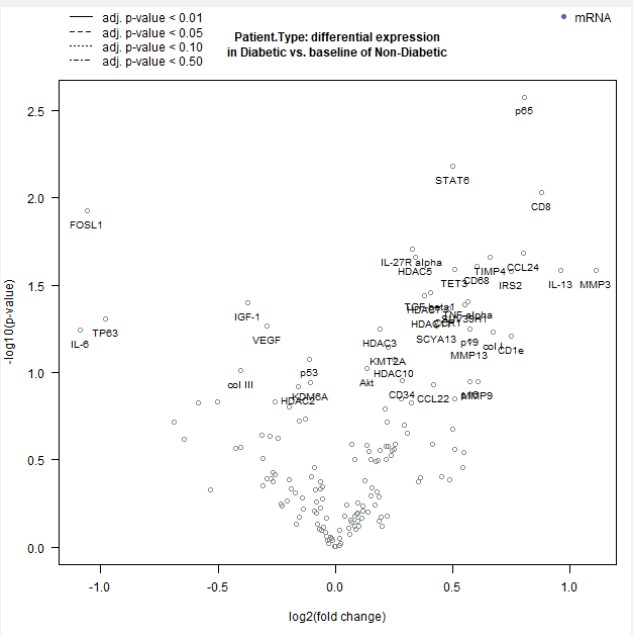 adj. p-value < 0.01
adj. p-value < 0.05
adj. p-value < 0.10
adj. p-value < 0.50
Patient.Type: differential expression
in Diabetic vs. baseline of Non-Diabetic
mRNA
2.5
2.0
1.5
1.0
0.5
0.0
-log10(p-value)
p65
STAT6
CD8
FOSL1
IL-27R alpha
HDAC5
TET3
CD68
TIMP4
CCL24
IRS2
IL-13
MMP3
IGF-1
TP63
IL-6
VEGF
TGF beta1
TNF-alpha
CCR1
HDAC3
SCYA13
p19
col I
CD1e
MMP13
KMT2A
HDAC10
p53
Akt
col III
KDM6A
HDAC2
CD34
CCL22
MMP9
-1.0
-0.5
0.0
0.5
1.0
log2(fold change)